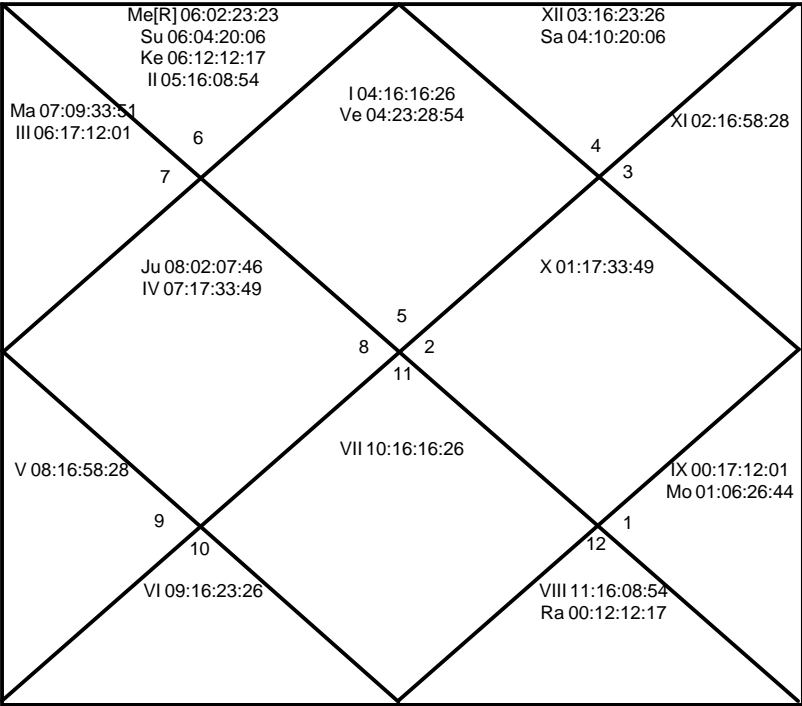 Me[R] 06:02:23:23
Su 06:04:20:06
Ke 06:12:12:17
II 05:16:08:54
XII 03:16:23:26
Sa 04:10:20:06
I 04:16:16:26
Ve 04:23:28:54
Ma 07:09:33:51
III 06:17:12:01
XI 02:16:58:28
6
4
7
3
Ju 08:02:07:46
IV 07:17:33:49
X 01:17:33:49
5
8
2
11
VII 10:16:16:26
V 08:16:58:28
IX 00:17:12:01
Mo 01:06:26:44
9
1
10
12
VI 09:16:23:26
VIII 11:16:08:54
Ra 00:12:12:17